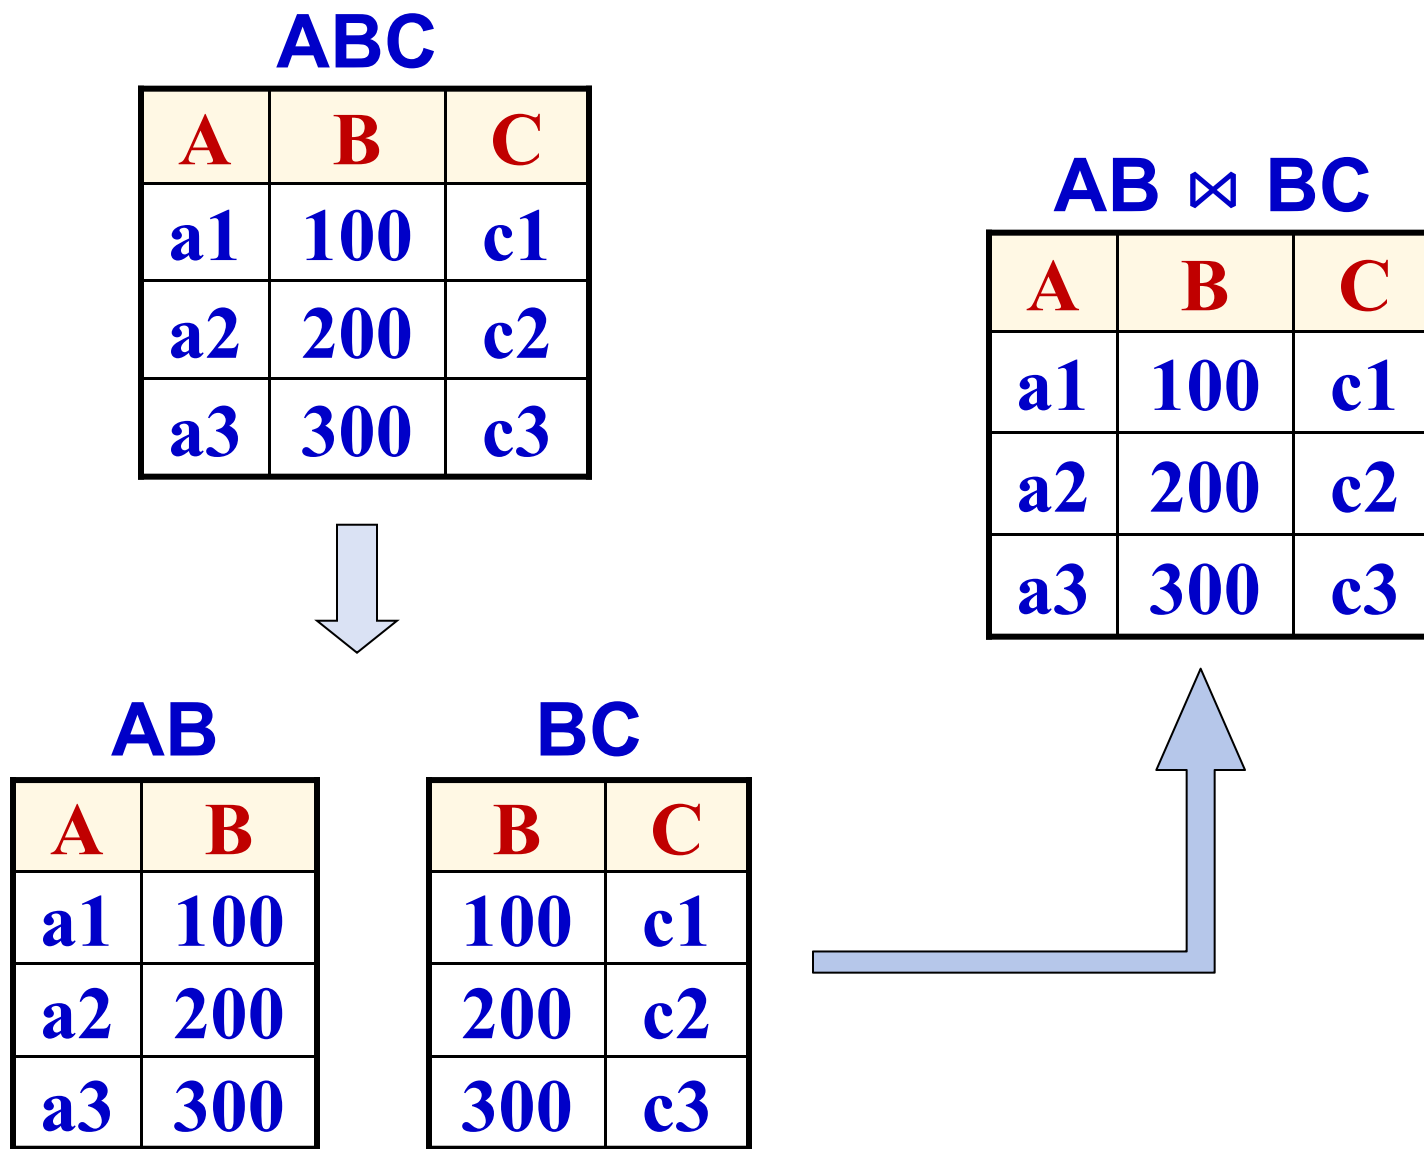 ABC
A B C
a1 100 c1
a2 200 c2
a3 300 c3
AB ⋈ BC
A B C
a1 100 c1
a2 200 c2
a3 300 c3
AB
A B
a1 100
a2 200
a3 300
BC
B C
100 c1
200 c2
300 c3